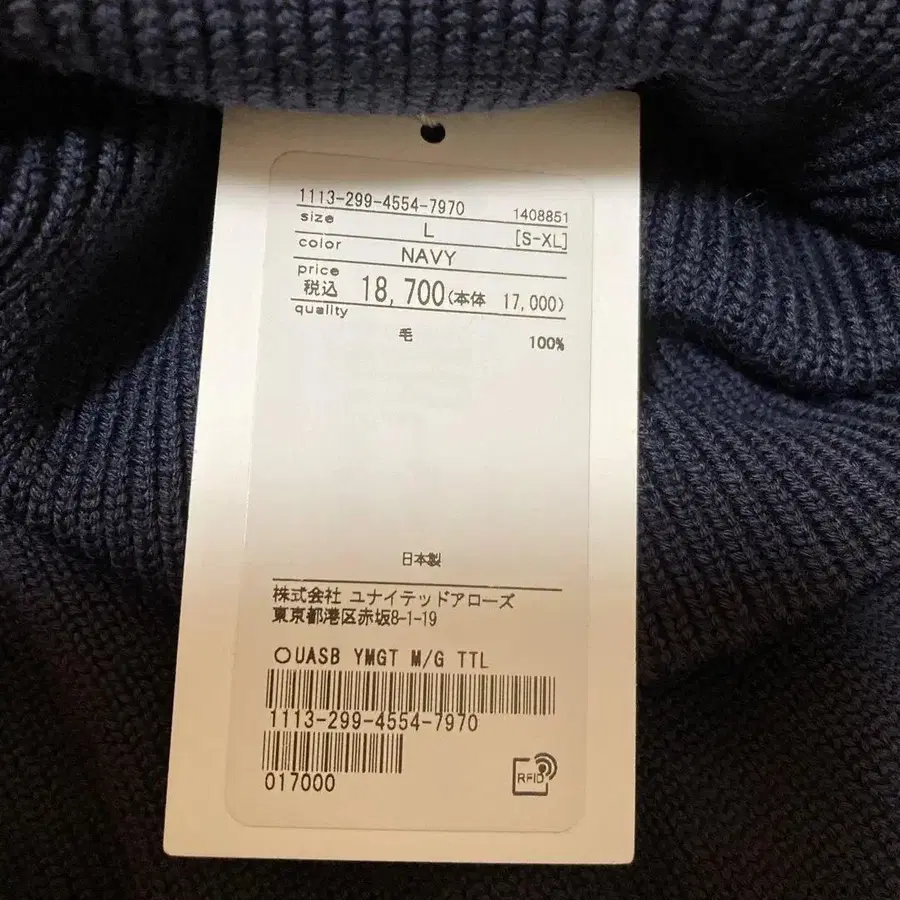 1113-299-4554-7970 1408851
size L [S-XL]
color NAVY
price
税込 18,700(本体 17,000)
quality
毛 100%
日本製
株式会社 ユナイテッドアローズ
東京都港区赤坂8-1-19
○UASB YMGT M/G TTL
1113-299-4554-7970
017000
RFID